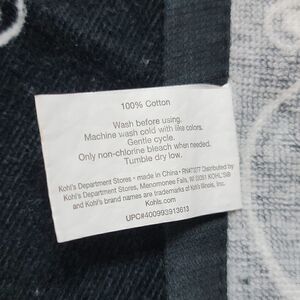 100% Cotton
Wash before using.
Machine wash cold with like colors.
Gentle cycle.
Only non-chlorine bleach when needed.
Tumble dry low.
Kohl's Department Stores • made in China • RN#73277 Distributed by
Kohl's Department Stores, Menomonee Falls, WI 53051 KOHL'S®
and Kohl's brand names are trademarks of Kohl's Illinois, Inc.
Kohls.com
UPC#400993913613